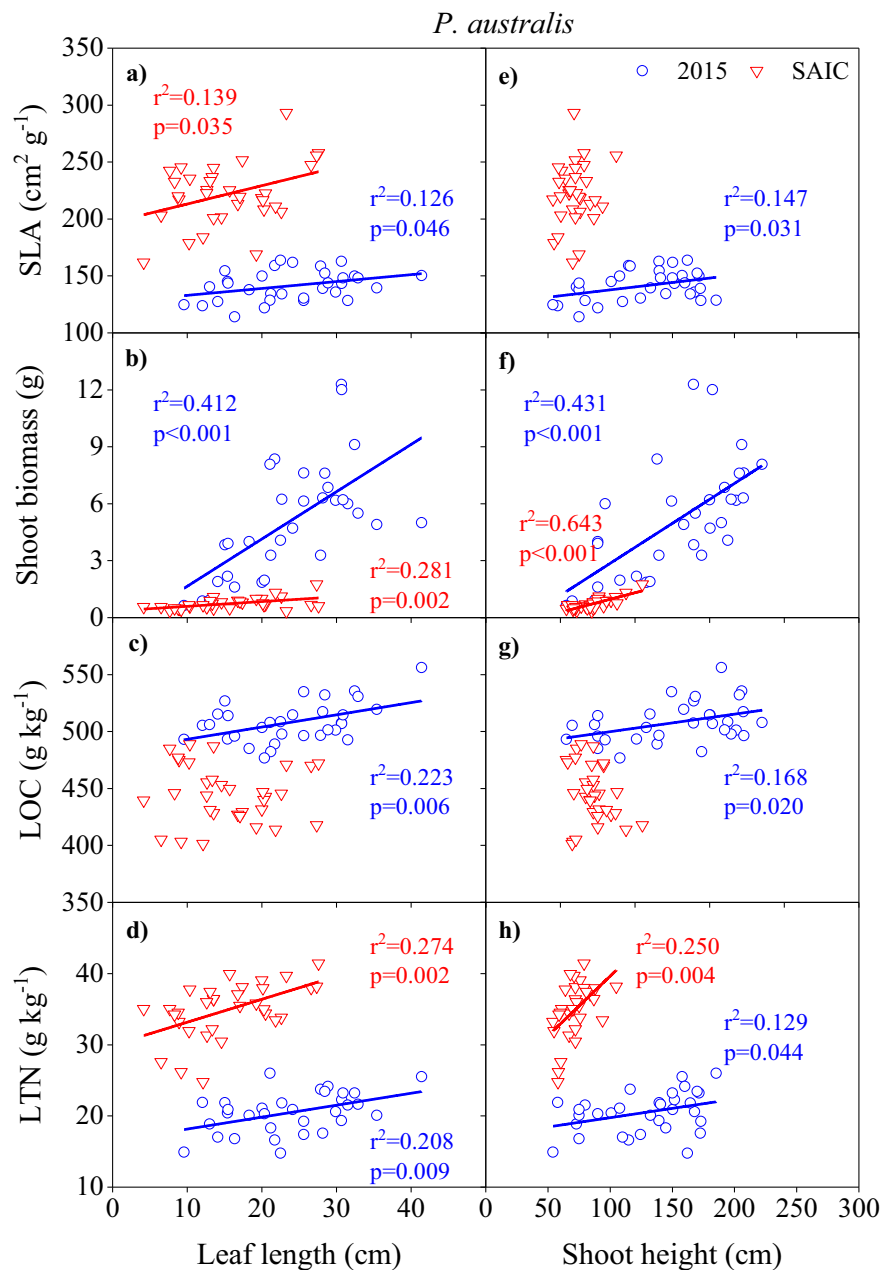 P. australis
350
300
250
200
150
100
SLA (cm² g⁻¹)
a)
r²=0.139
p=0.035
r²=0.126
p=0.046
e)
2015
SAIC
r²=0.147
p=0.031
12
9
6
3
0
Shoot biomass (g)
b)
r²=0.412
p<0.001
r²=0.281
p=0.002
f)
r²=0.431
p<0.001
r²=0.643
p<0.001
550
500
450
400
350
LOC (g kg⁻¹)
c)
r²=0.223
p=0.006
g)
r²=0.168
p=0.020
40
30
20
10
LTN (g kg⁻¹)
d)
r²=0.274
p=0.002
r²=0.208
p=0.009
h)
r²=0.250
p=0.004
r²=0.129
p=0.044
0 10 20 30 40
0 50 100 150 200 250 300
Leaf length (cm)
Shoot height (cm)